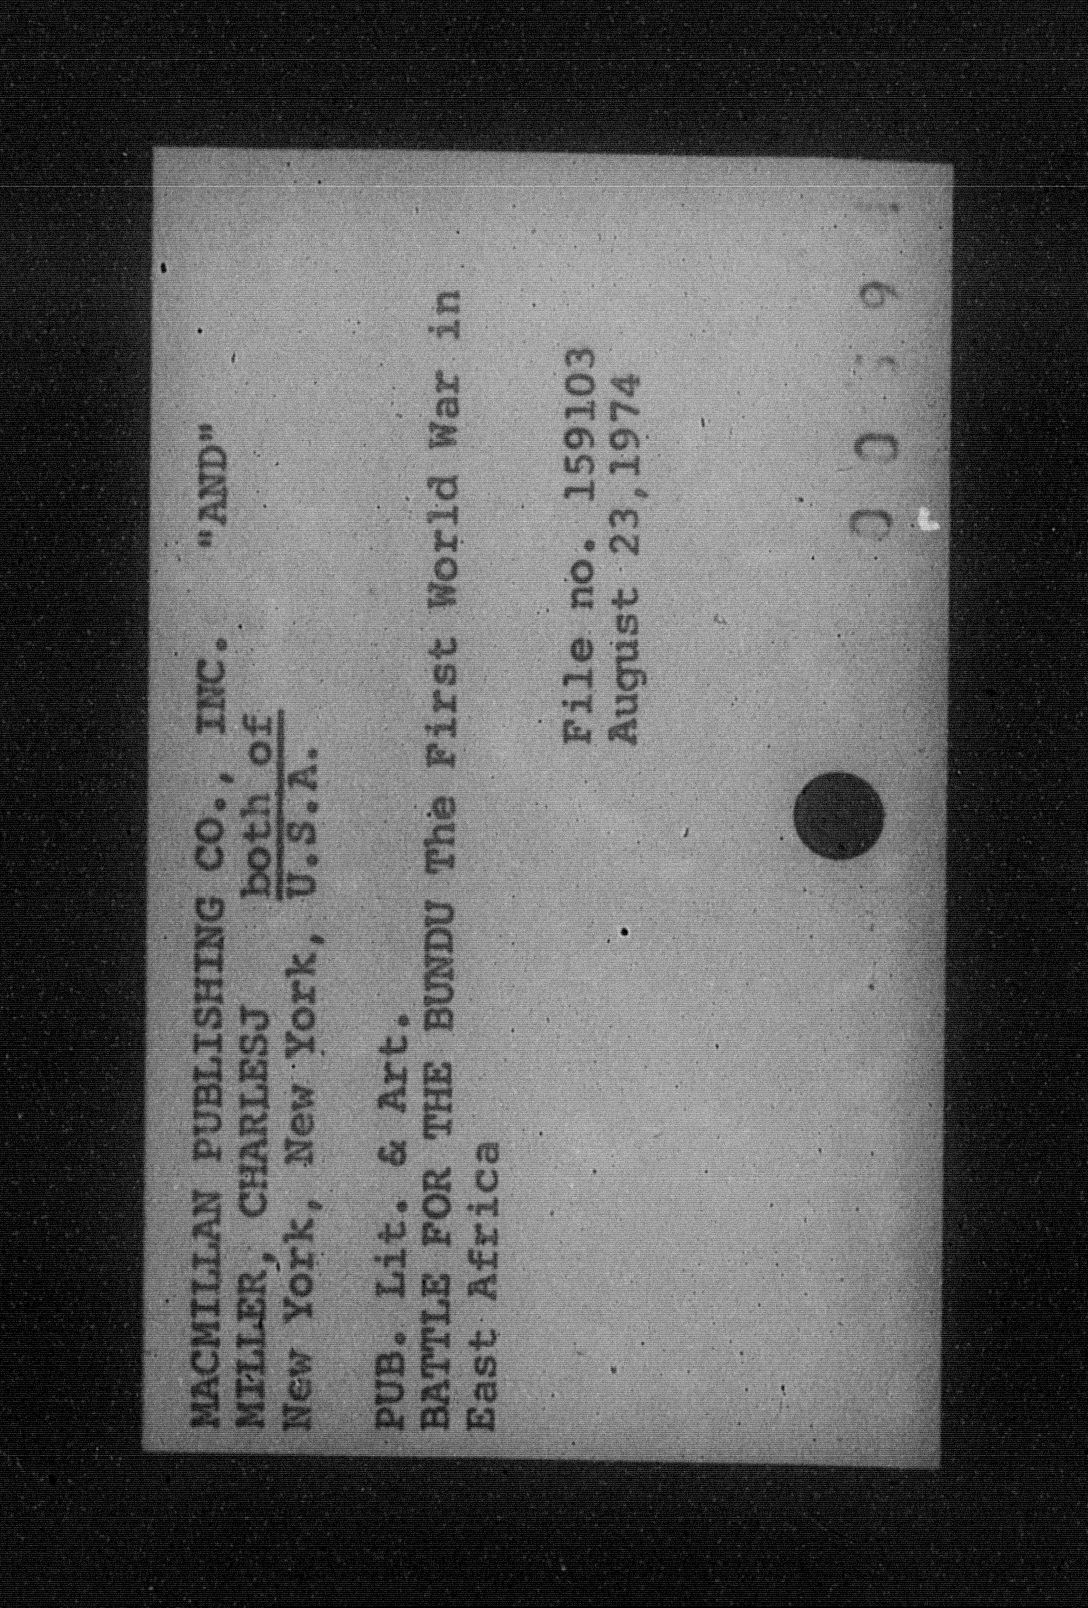 MACMILLAN PUBLISHING CO., INC. "AND"
MILLER, CHARLESJ both of
New York, New York, U.S.A.
PUB. Lit. & Art.
BATTLE FOR THE BUNDU The First World War in
East Africa
File no. 159103
August 23,1974